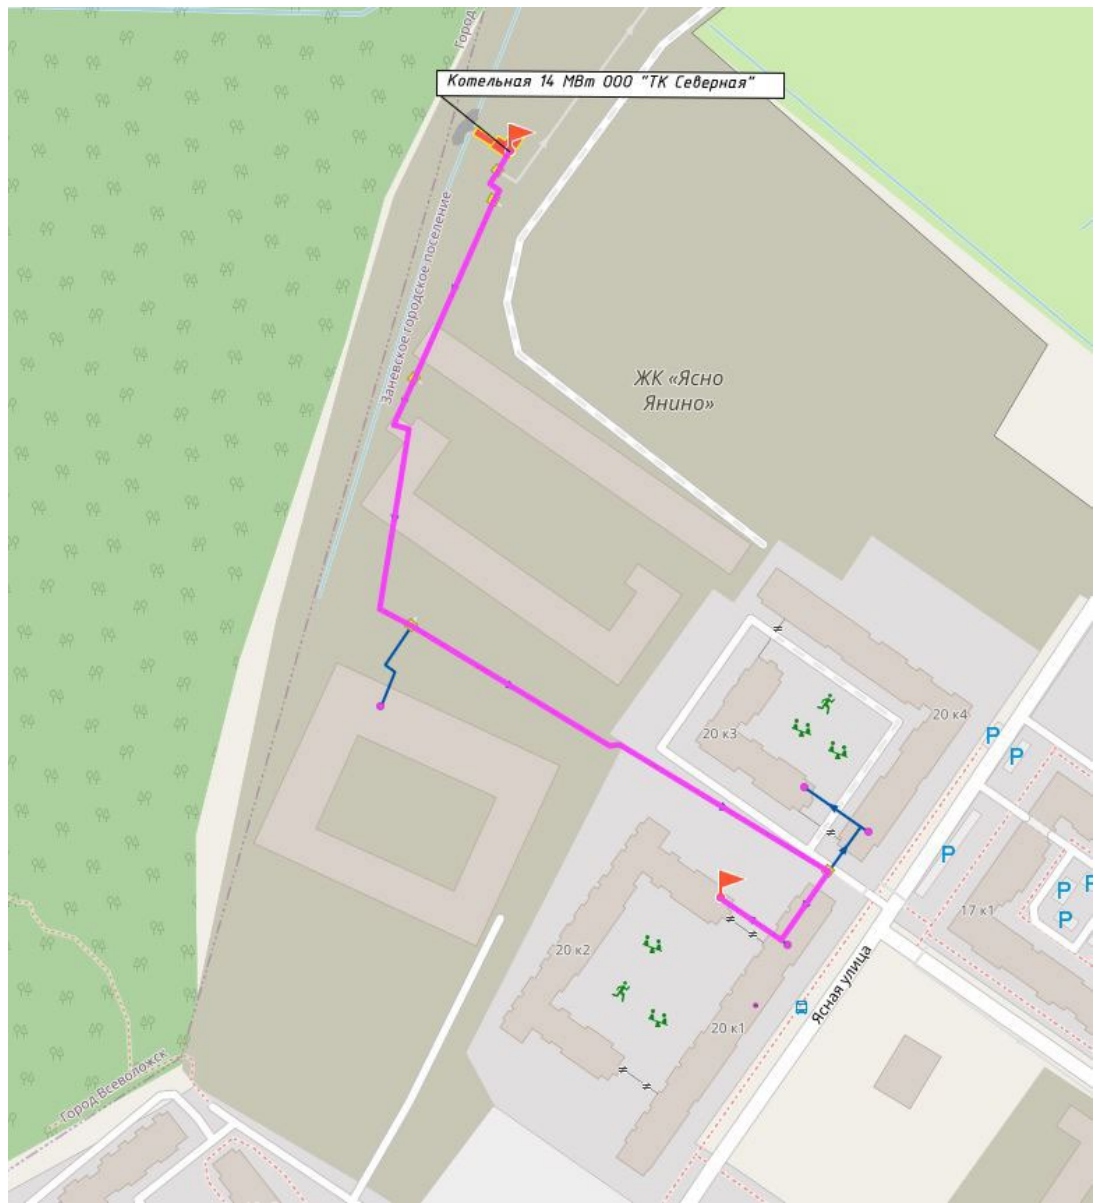 Город
Котельная 14 МВт ООО "ТК Северная"
Заневское городское поселение
ЖК «Ясно
Янино»
20 к4
20 к3
P
P
P
P
P
P
17 к1
20 к2
20 к1
Ясная улица
Город Всеволожск